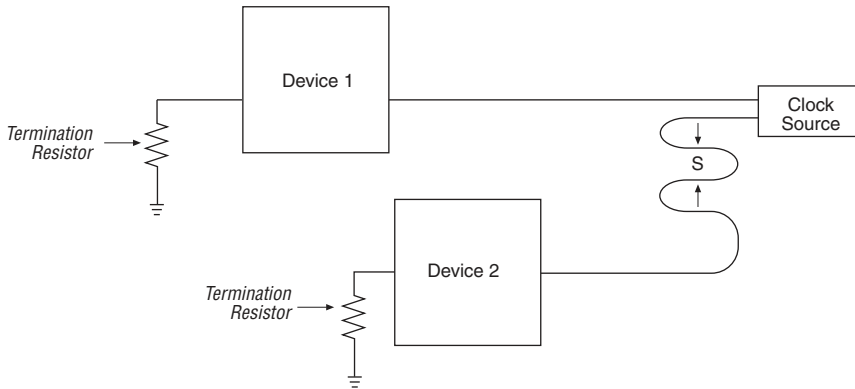 Device 1
Clock
Source
Termination
Resistor
S
Device 2
Termination
Resistor